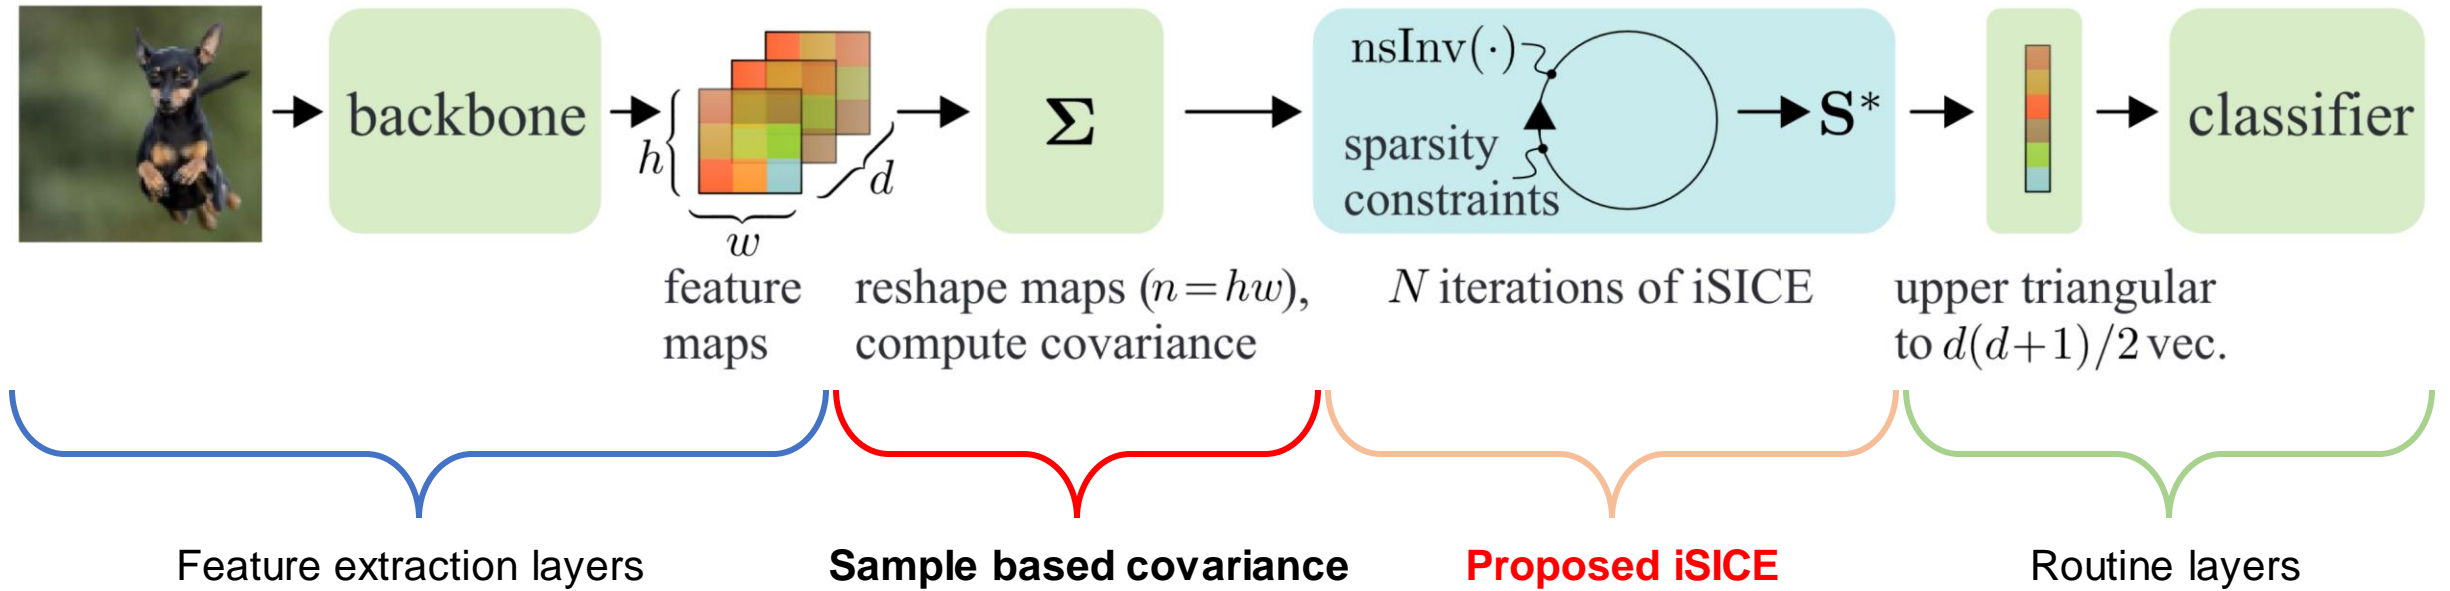 backbone
h
w
d
feature
maps
Σ
reshape maps (n=hw),
compute covariance
nsInv(·)
sparsity
constraints
S*
N iterations of iSICE
upper triangular
to d(d+1)/2 vec.
classifier
Feature extraction layers
Sample based covariance
Proposed iSICE
Routine layers